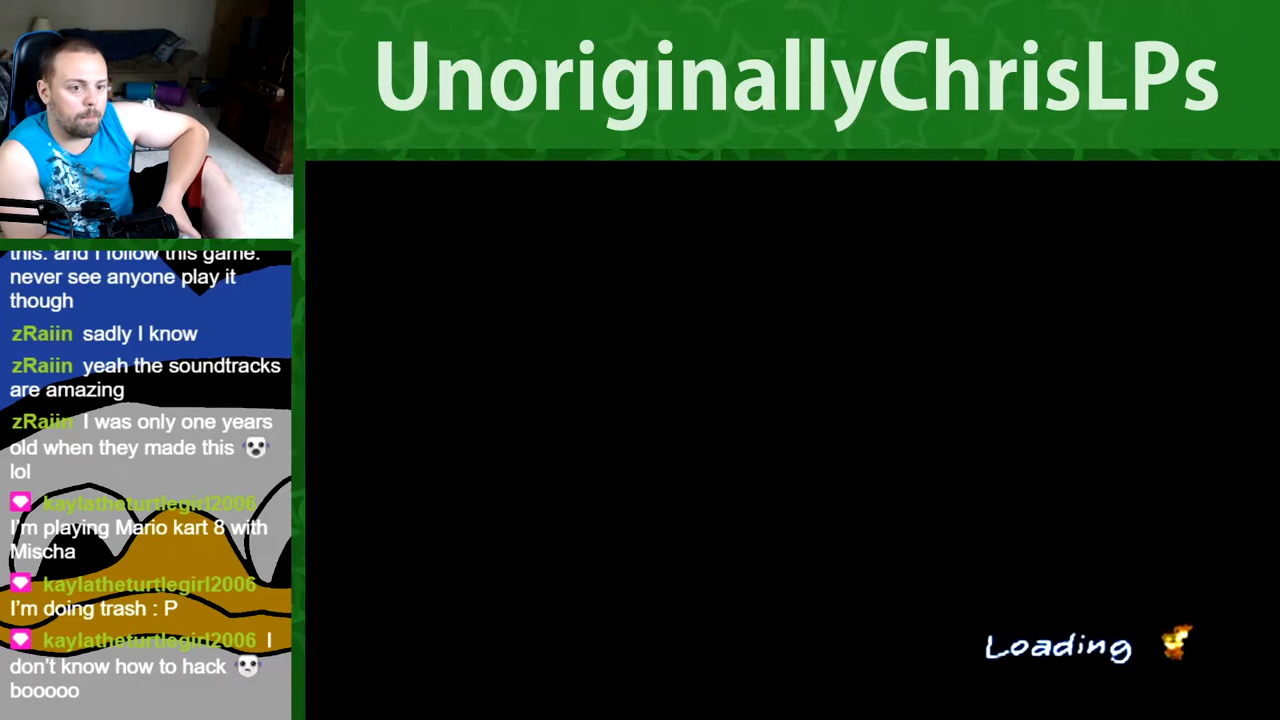 UnoriginallyChrisLPs
this. and I follow this game.
never see anyone play it
though
zRaiin sadly I know
zRaiin yeah the soundtracks
are amazing
zRaiin I was only one years
old when they made this
lol
kaylatheturtlegirl2006
I'm playing Mario kart 8 with
Mischa
kaylatheturtlegirl2006
I'm doing trash : P
kaylatheturtlegirl2006 I
don't know how to hack
booooo
Loading